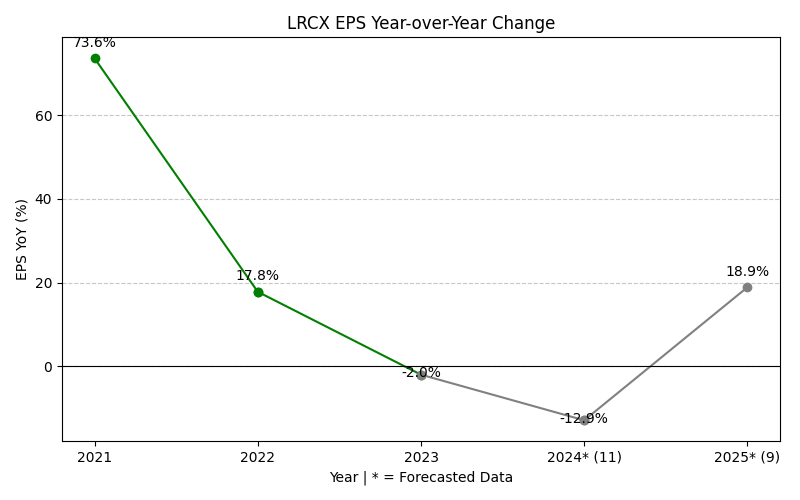 LRCX EPS Year-over-Year Change
73.6%
60
40
20
0
EPS YoY (%)
17.8%
-2.0%
-12.9%
18.9%
2021 2022 2023 2024* (11) 2025* (9)
Year | * = Forecasted Data